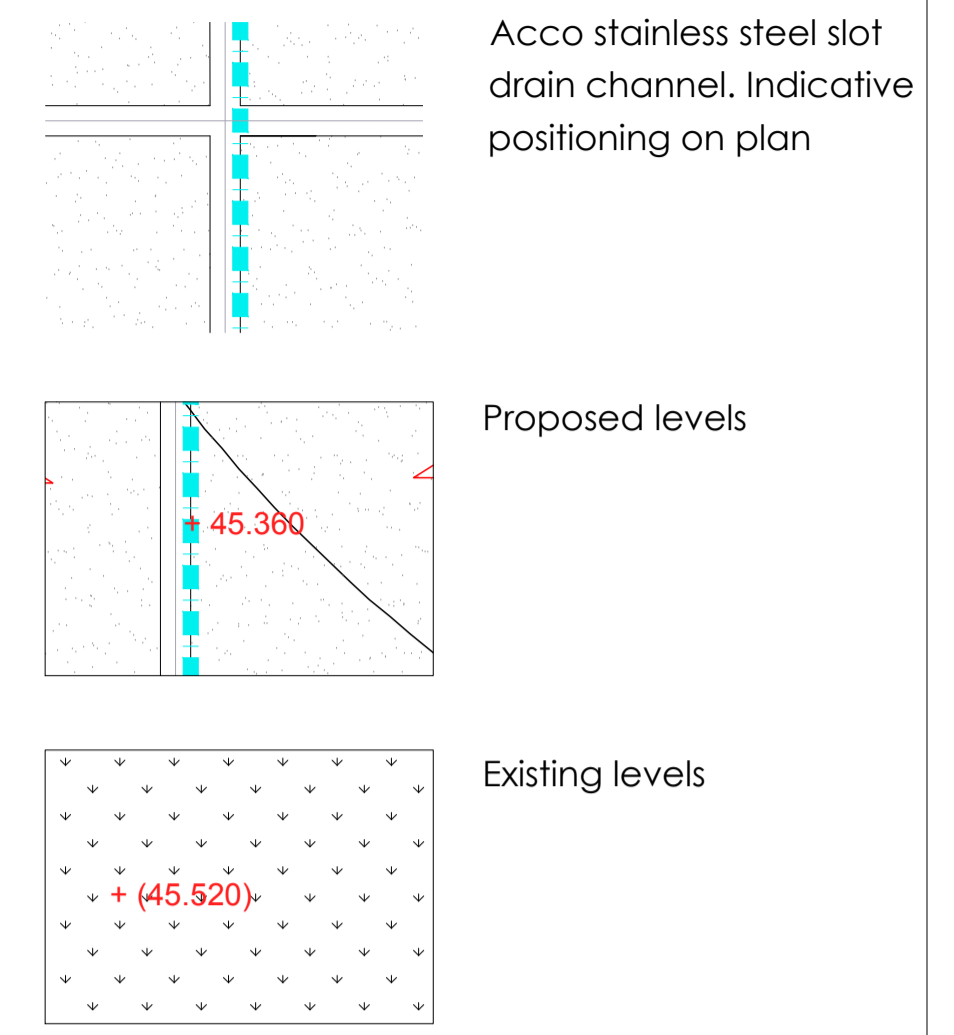 Acco stainless steel slot
drain channel. Indicative
positioning on plan
Proposed levels
+ 45.360
Existing levels
+ (45.520)